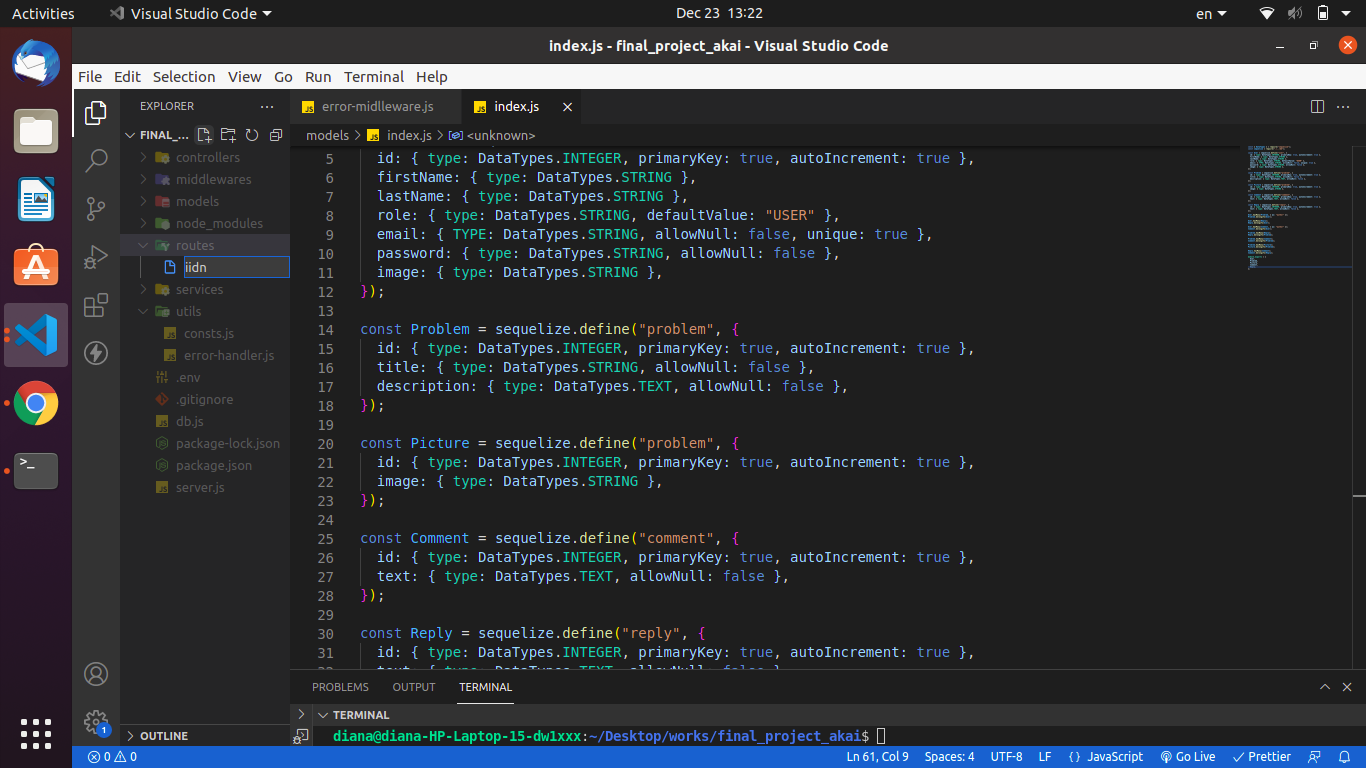 Activities Visual Studio Code Dec 23 13:22 en
index.js - final_project_akai - Visual Studio Code
File Edit Selection View Go Run Terminal Help
EXPLORER
FINAL_...
controllers
middlewares
models
node_modules
routes
iidn
services
utils
consts.js
error-handler.js
.env
.gitignore
db.js
package-lock.json
package.json
server.js
OUTLINE
1
error-midlleware.js index.js
models > index.js > <unknown>
5 id: { type: DataTypes.INTEGER, primaryKey: true, autoIncrement: true },
6 firstName: { type: DataTypes.STRING },
7 lastName: { type: DataTypes.STRING },
8 role: { type: DataTypes.STRING, defaultValue: "USER" },
9 email: { TYPE: DataTypes.STRING, allowNull: false, unique: true },
10 password: { type: DataTypes.STRING, allowNull: false },
11 image: { type: DataTypes.STRING },
12 });
13
14 const Problem = sequelize.define("problem", {
15 id: { type: DataTypes.INTEGER, primaryKey: true, autoIncrement: true },
16 title: { type: DataTypes.STRING, allowNull: false },
17 description: { type: DataTypes.TEXT, allowNull: false },
18 });
19
20 const Picture = sequelize.define("problem", {
21 id: { type: DataTypes.INTEGER, primaryKey: true, autoIncrement: true },
22 image: { type: DataTypes.STRING },
23 });
24
25 const Comment = sequelize.define("comment", {
26 id: { type: DataTypes.INTEGER, primaryKey: true, autoIncrement: true },
27 text: { type: DataTypes.TEXT, allowNull: false },
28 });
29
30 const Reply = sequelize.define("reply", {
31 id: { type: DataTypes.INTEGER, primaryKey: true, autoIncrement: true },
PROBLEMS OUTPUT TERMINAL
TERMINAL
diana@diana-HP-Laptop-15-dw1xxx:~/Desktop/works/final_project_akai$
0 0 Ln 61, Col 9 Spaces: 4 UTF-8 LF {} JavaScript Go Live Prettier